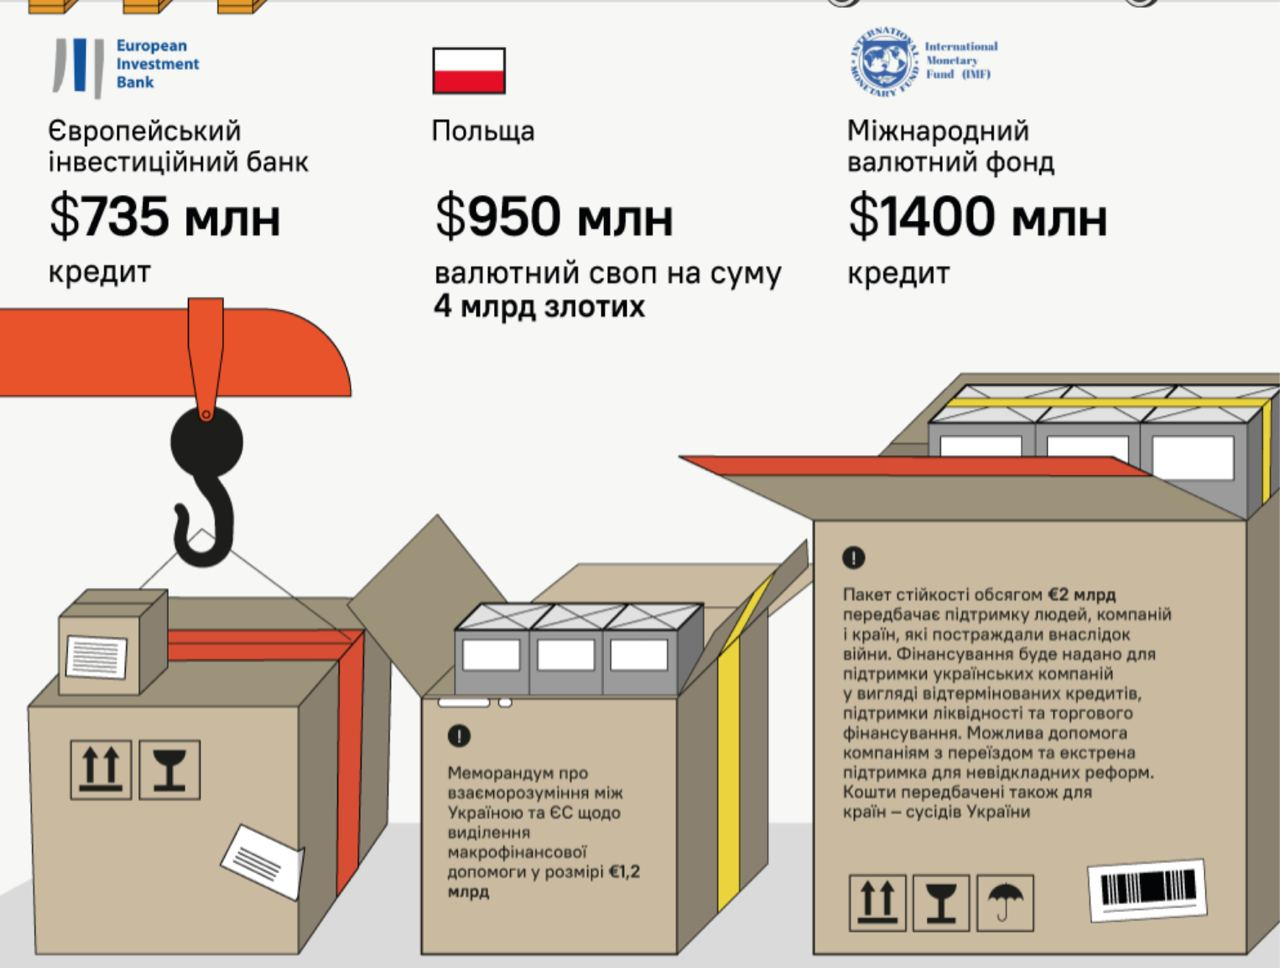 European
Investment
Bank
Європейський
інвестиційний банк
$735 млн
кредит
Польща
$950 млн
валютний своп на суму
4 млрд злотих
INTERNATIONAL
MONETARY FUND
International
Monetary
Fund (IMF)
Міжнародний
валютний фонд
$1400 млн
кредит
!
Меморандум про
взаєморозуміння між
Україною та ЄС щодо
виділення
макрофінансової
допомоги у розмірі €1,2
млрд
!
Пакет стійкості обсягом €2 млрд
передбачає підтримку людей, компаній
і країн, які постраждали внаслідок
війни. Фінансування буде надано для
підтримки українських компаній
у вигляді відтермінованих кредитів,
підтримки ліквідності та торгового
фінансування. Можлива допомога
компаніям з переїздом та екстрена
підтримка для невідкладних реформ.
Кошти передбачені також для
країн – сусідів України